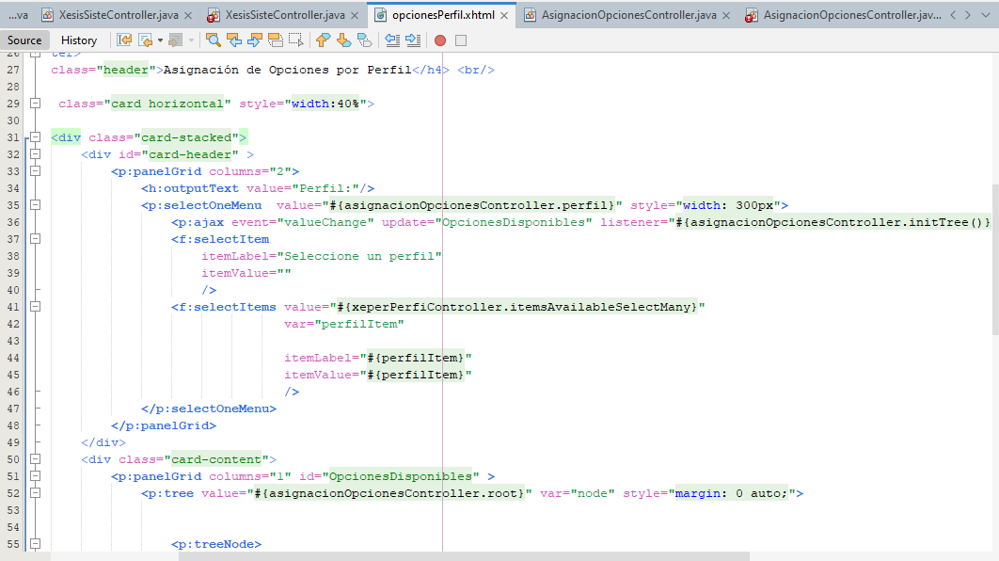 ...va XesisSisteController.java XesisSisteController.java opcionesPerfil.xhtml AsignacionOpcionesController.java AsignacionOpcionesController.jav...
Source History
26 ter>
27 class="header">Asignación de Opciones por Perfil</h4> <br/>
28
29 class="card horizontal" style="width:40%">
30
31 <div class="card-stacked">
32 <div id="card-header" >
33 <p:panelGrid columns="2">
34 <h:outputText value="Perfil:"/>
35 <p:selectOneMenu  value="#{asignacionOpcionesController.perfil}" style="width: 300px">
36 <p:ajax event="valueChange" update="OpcionesDisponibles" listener="#{asignacionOpcionesController.initTree()}
37 <f:selectItem
38 itemLabel="Seleccione un perfil"
39 itemValue=""
40 />
41 <f:selectItems value="#{xeperPerfiController.itemsAvailableSelectMany}"
42 var="perfilItem"
43
44 itemLabel="#{perfilItem}"
45 itemValue="#{perfilItem}"
46 />
47 </p:selectOneMenu>
48 </p:panelGrid>
49 </div>
50 <div class="card-content">
51 <p:panelGrid columns="1" id="OpcionesDisponibles" >
52 <p:tree value="#{asignacionOpcionesController.root}" var="node" style="margin: 0 auto;">
53
54
55 <p:treeNode>